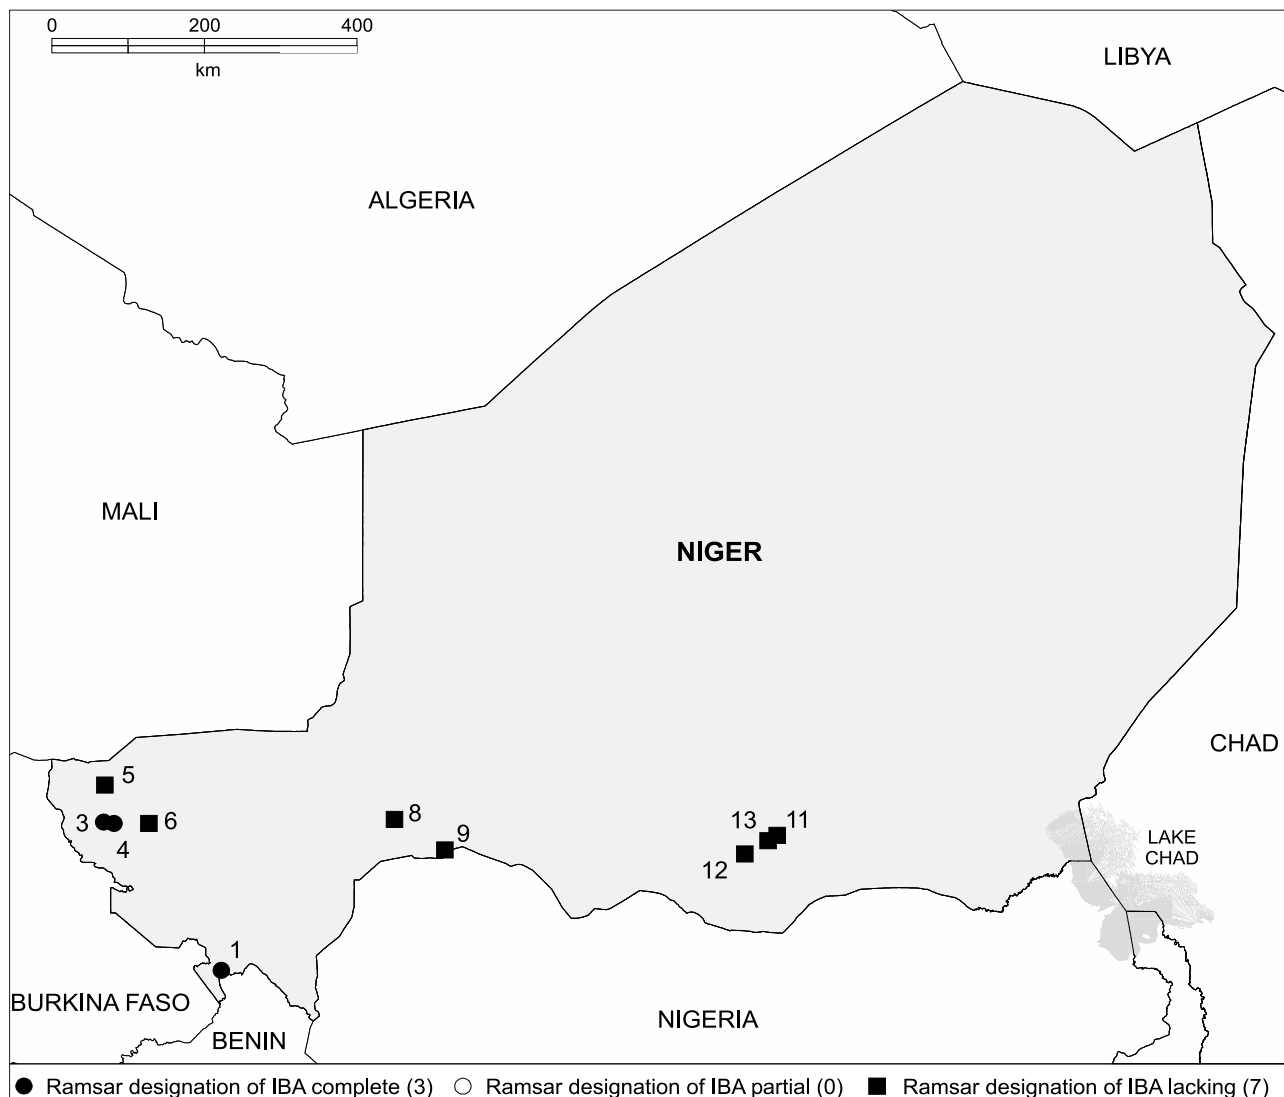 0 200 400
km
LIBYA
ALGERIA
MALI
NIGER
CHAD
5
3
4
6
8
9
13
11
12
LAKE
CHAD
1
BURKINA FASO
BENIN
NIGERIA
Ramsar designation of IBA complete (3) Ramsar designation of IBA partial (0) Ramsar designation of IBA lacking (7)